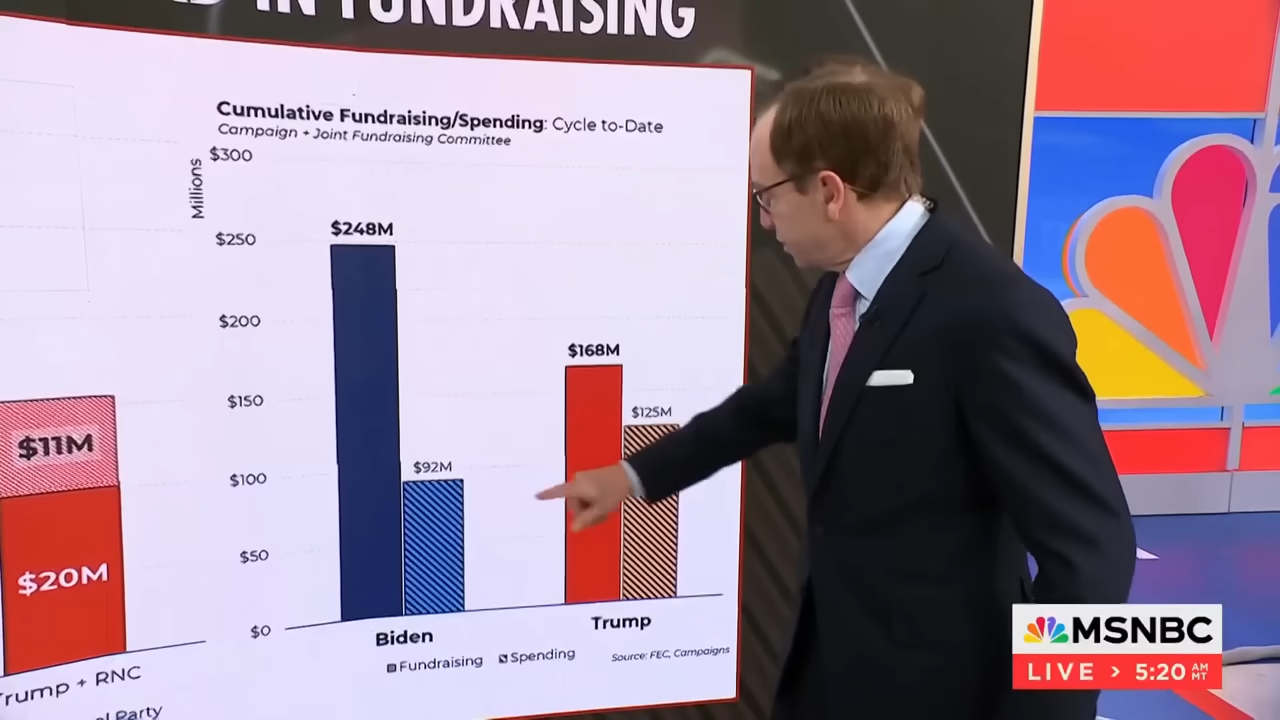 IN FUNDRAISING
Cumulative Fundraising/Spending: Cycle to-Date
Campaign + Joint Fundraising Committee
Millions
$300
$250
$200
$150
$100
$50
$0
$248M
$92M
$168M
$125M
Biden
Trump
Fundraising
Spending
Source: FEC, Campaigns
$11M
$20M
Trump + RNC
al Party
MSNBC
LIVE > 5:20 AM MT